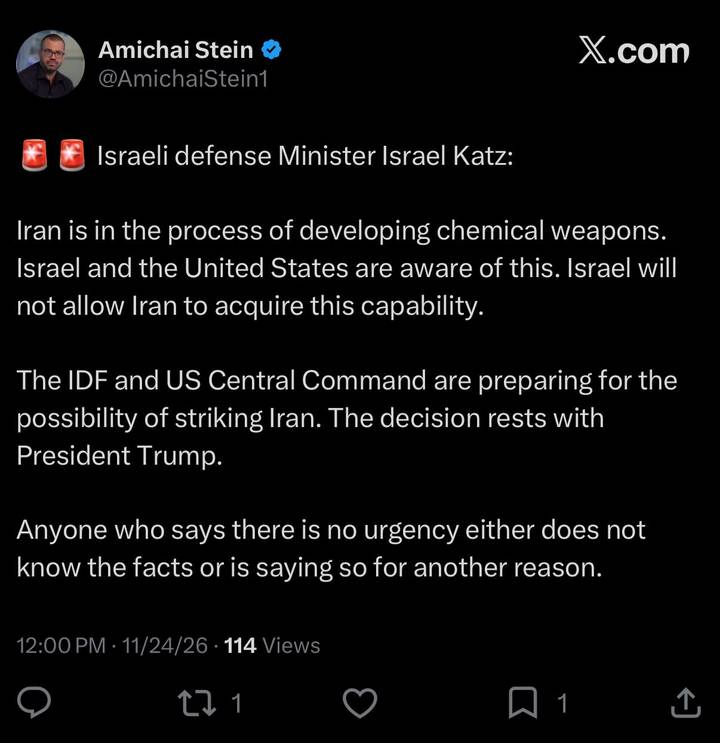 Amichai Stein
X.com
@AmichaiStein1
🚨 🚨 Israeli defense Minister Israel Katz:
Iran is in the process of developing chemical weapons.
Israel and the United States are aware of this. Israel will
not allow Iran to acquire this capability.
The IDF and US Central Command are preparing for the
possibility of striking Iran. The decision rests with
President Trump.
Anyone who says there is no urgency either does not
know the facts or is saying so for another reason.
12:00 PM · 11/24/26 · 114 Views
1 1